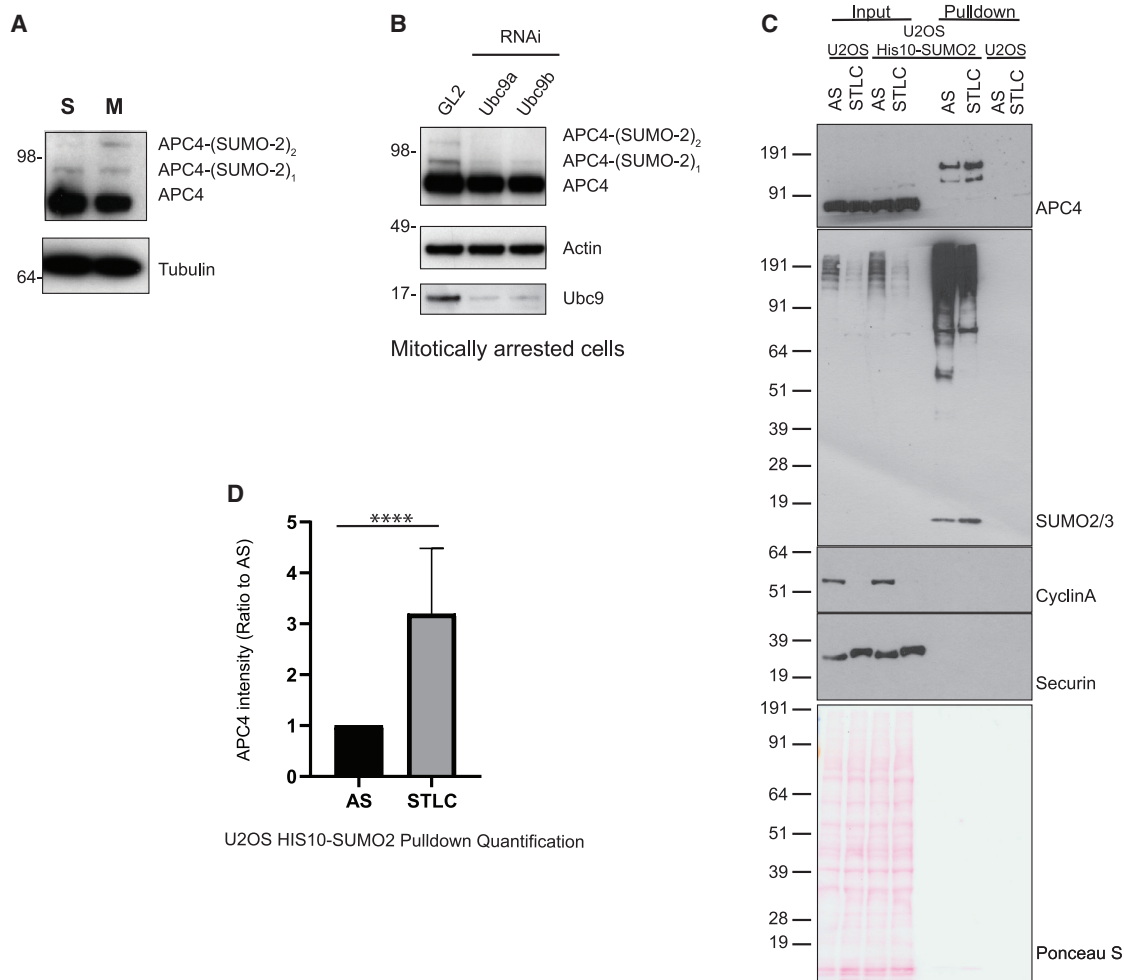 A
S M
98-
64-
APC4-(SUMO-2)2
APC4-(SUMO-2)1
APC4
Tubulin
B
RNAi
GL2 Ubc9a Ubc9b
98-
49-
17-
APC4-(SUMO-2)2
APC4-(SUMO-2)1
APC4
Actin
Ubc9
Mitotically arrested cells
C
Input Pulldown
U2OS
U2OS His10-SUMO2 U2OS
AS STLC AS STLC AS STLC AS STLC
191
91
APC4
191
91
64
51
39
28
19
SUMO2/3
64
51
CyclinA
39
19
Securin
191
91
64
51
39
28
19
Ponceau S
D
APC4 intensity (Ratio to AS)
5
4
3
2
1
0
****
AS STLC
U2OS HIS10-SUMO2 Pulldown Quantification